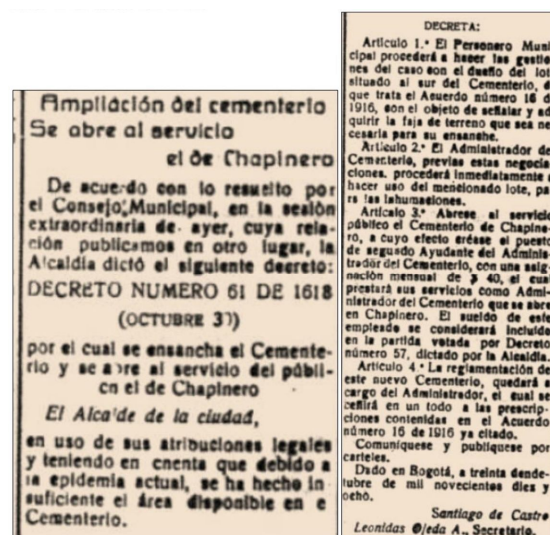 Ampliación del cementerio
Se abre al servicio
el de Chapinero
De acuerdo con lo resuelto por
el Consejo Municipal, en la sesión
extraordinaria de ayer, cuya rela-
ción publicamos en otro lugar, la
Alcaldía dictó el siguiente decreto:
DECRETO NUMERO 61 DE 1618
(OCTUBRE 30)
por el cual se ensancha el Cemente-
rio y se abre al servicio del públi-
cn el de Chapinero
El Alcalde de la ciudad,
en uso de sus atribuciones legales
y teniendo en cnenta que debido a
la epidemia actual, se ha hecho in
suficiente el área disponible en e
Cementerio.
DECRETA:
Artículo 1.° El Personero Muni
cipal procederá a hacer las gestio
nes del caso eon el dueño del lot
situado al sur del Cementerio, d
que trata el Acuerdo número 16 d
1916, eon el objeto de señalar y ad
quirir la faja de terreno que sea ne
cesaria para su ensanche.
Artículo 2.° El Administrador de
Cementerio, previas estas negocia
ciones. procederá inmediatamente a
hacer uso del menelonado lote, pa
ra las inhumaelones.
Artículo 3.° Abrese al servicio
público el Cementerio de Chapine
ro, a cuyo efecto eréase el puesto
de segundo Ayudante del Adminis
trador del Cementerio, con una asig
nación mensual de $ 40, el cual
prestará sus servicios como Admi
nistrador del Cementerio que se abre
en Chapinero. El sueldo de este
empleado se considerará incluído
en la partida votada por Decreto
número 57, dictado por la Alcaldía.
Artículo 4.° La reglamentación de
este nuevo Cementerio, quedará a
cargo del Administrador, el cual se
ceñirá en un todo a las prescrip-
ciones contenidas en el Acuerdo
número 16 de 1916 ya citado.
Comuníquese y publíquese por
carteles.
Dado en Bogotá, a treinta dende-
tubre de mil novecientos dies y
oehó.
Santiago de Castro
Leonidas Ojeda A., Secretario.